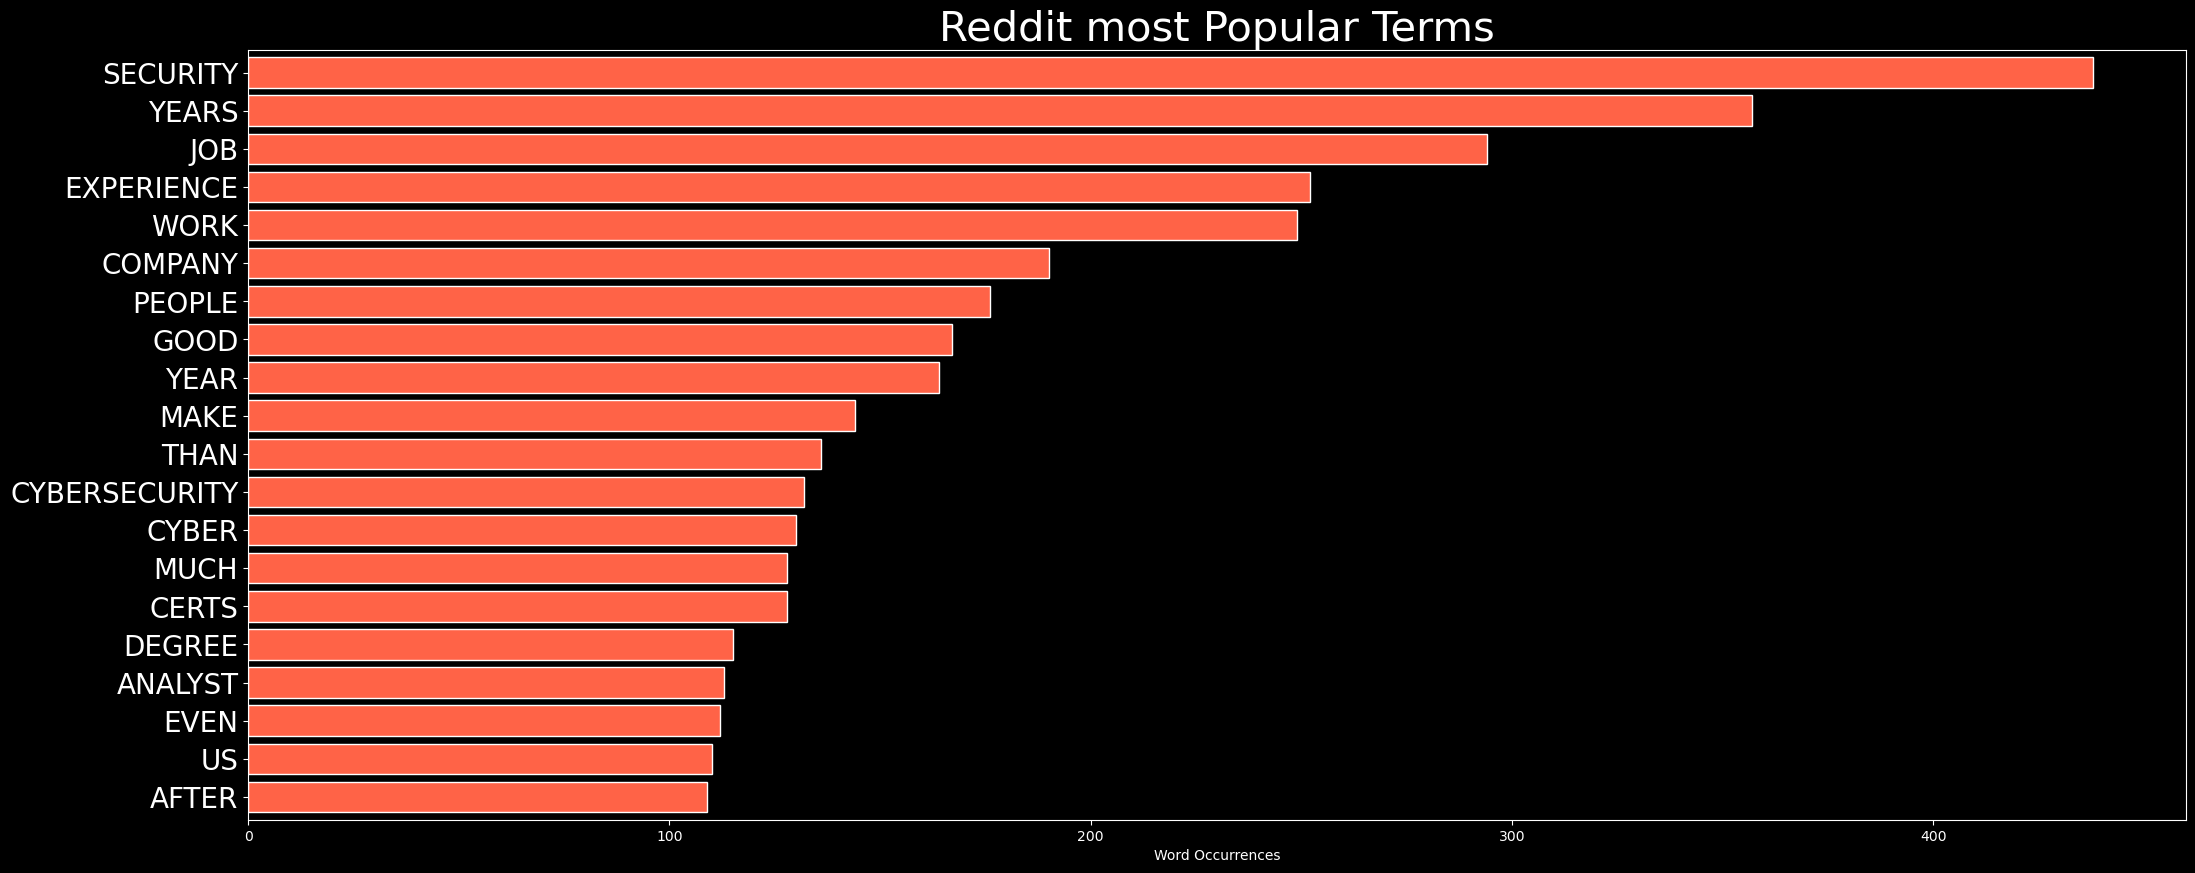 Reddit most Popular Terms
SECURITY
YEARS
JOB
EXPERIENCE
WORK
COMPANY
PEOPLE
GOOD
YEAR
MAKE
THAN
CYBERSECURITY
CYBER
MUCH
CERTS
DEGREE
ANALYST
EVEN
US
AFTER
0 100 200 300 400
Word Occurrences